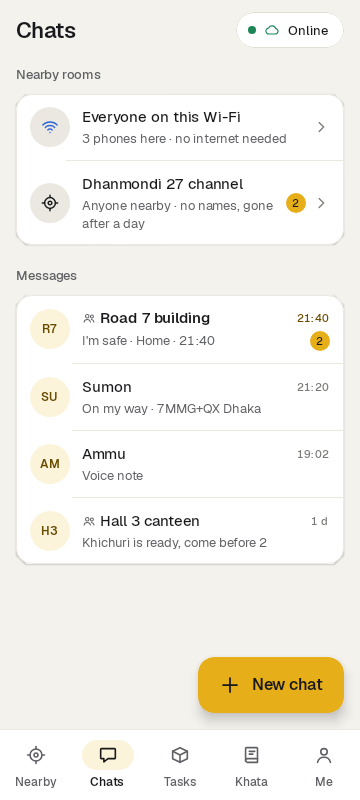 Chats
Online
Nearby rooms
Everyone on this Wi-Fi
3 phones here · no internet needed
Dhanmondi 27 channel
Anyone nearby · no names, gone
after a day
2
Messages
R7
Road 7 building
21:40
I'm safe · Home · 21:40
2
SU
Sumon
21:20
On my way · 7MMG+QX Dhaka
AM
Ammu
19:02
Voice note
H3
Hall 3 canteen
1 d
Khichuri is ready, come before 2
New chat
Nearby
Chats
Tasks
Khata
Me